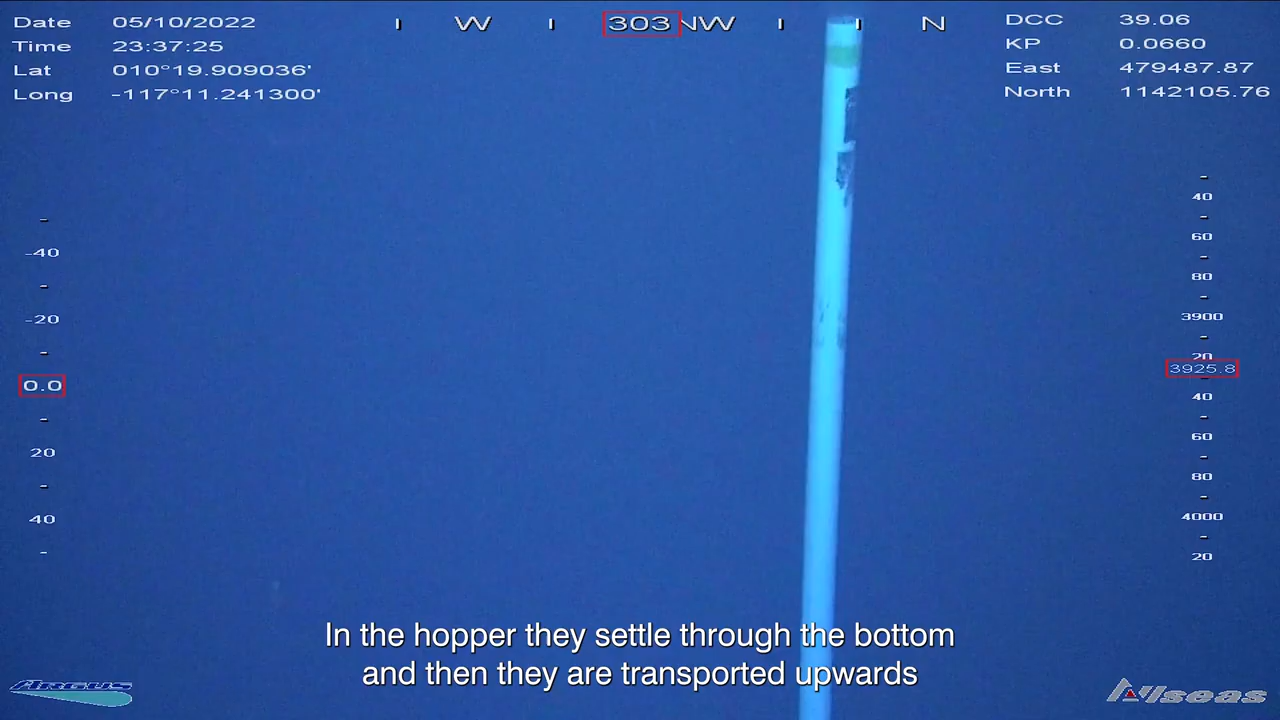 Date 05/10/2022
Time 23:37:25
Lat 010°19.909036'
Long -117°11.241300'
W 303 NW N
DCC 39.06
KP 0.0660
East 479487.87
North 1142105.76
-40
-20
0.0
20
40
40
60
80
3900
20
3925.8
40
60
80
4000
20
In the hopper they settle through the bottom
and then they are transported upwards
ARGUS
Allseas